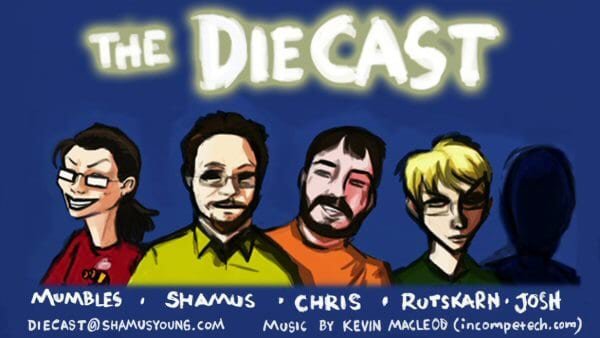 THE DIECAST
MUMBLES · SHAMUS · CHRIS · RUTSKARN · JOSH
DIECAST@SHAMUSYOUNG.COM MUSIC BY KEVIN MACLEOD (incompetech.com)